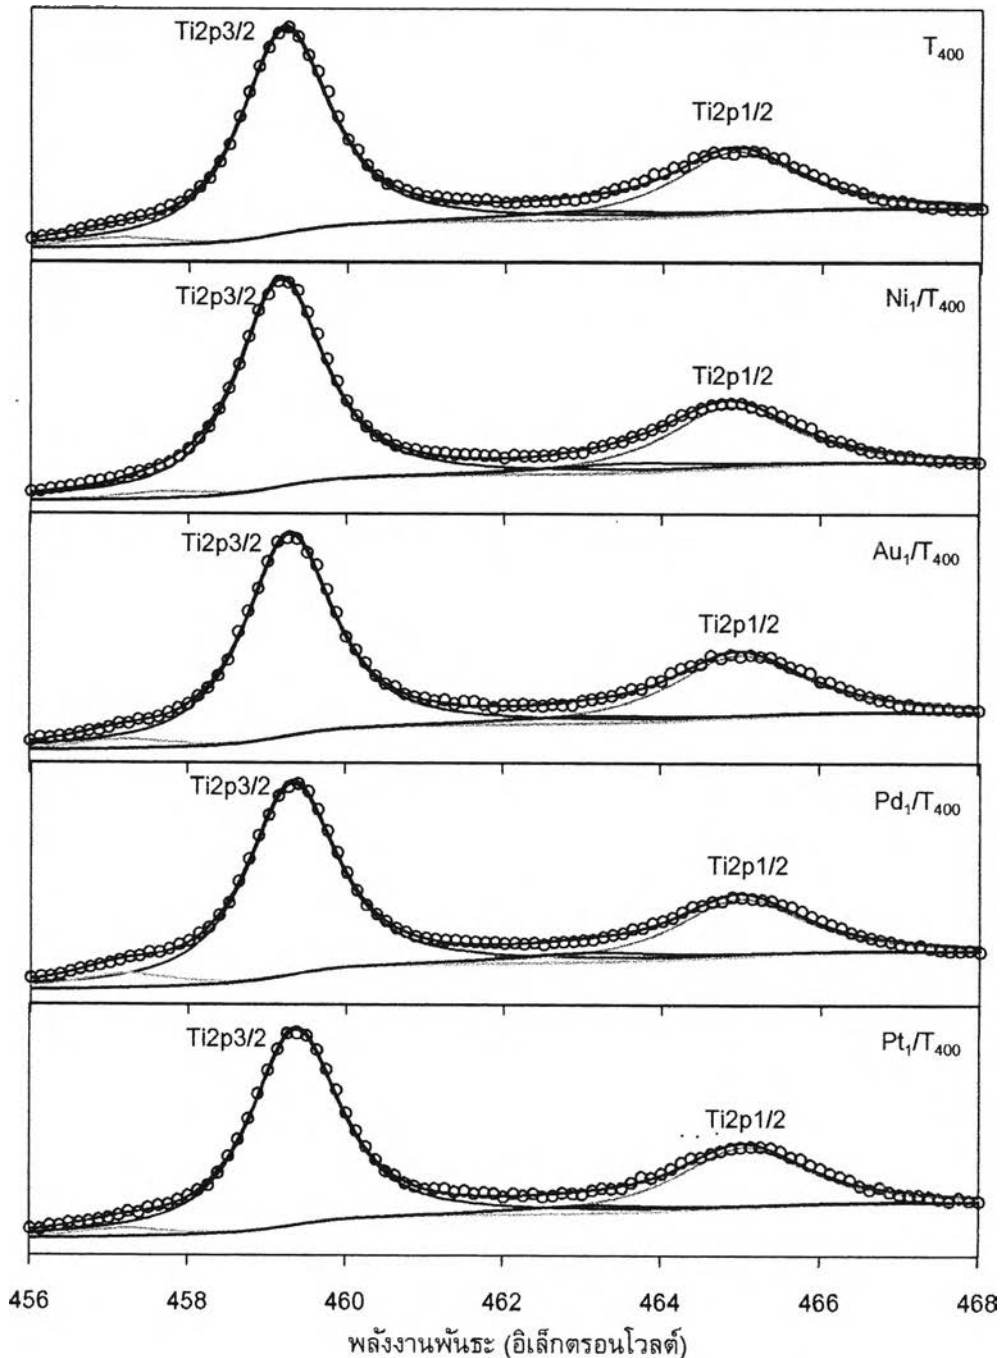 Ti2p3/2
T₄₀₀
Ti2p1/2
Ti2p3/2
Ni₁/T₄₀₀
Ti2p1/2
Ti2p3/2
Au₁/T₄₀₀
Ti2p1/2
Ti2p3/2
Pd₁/T₄₀₀
Ti2p1/2
Ti2p3/2
Pt₁/T₄₀₀
Ti2p1/2
456 458 460 462 464 466 468
พลังงานพันธะ (อิเล็กตรอนโวลต์)